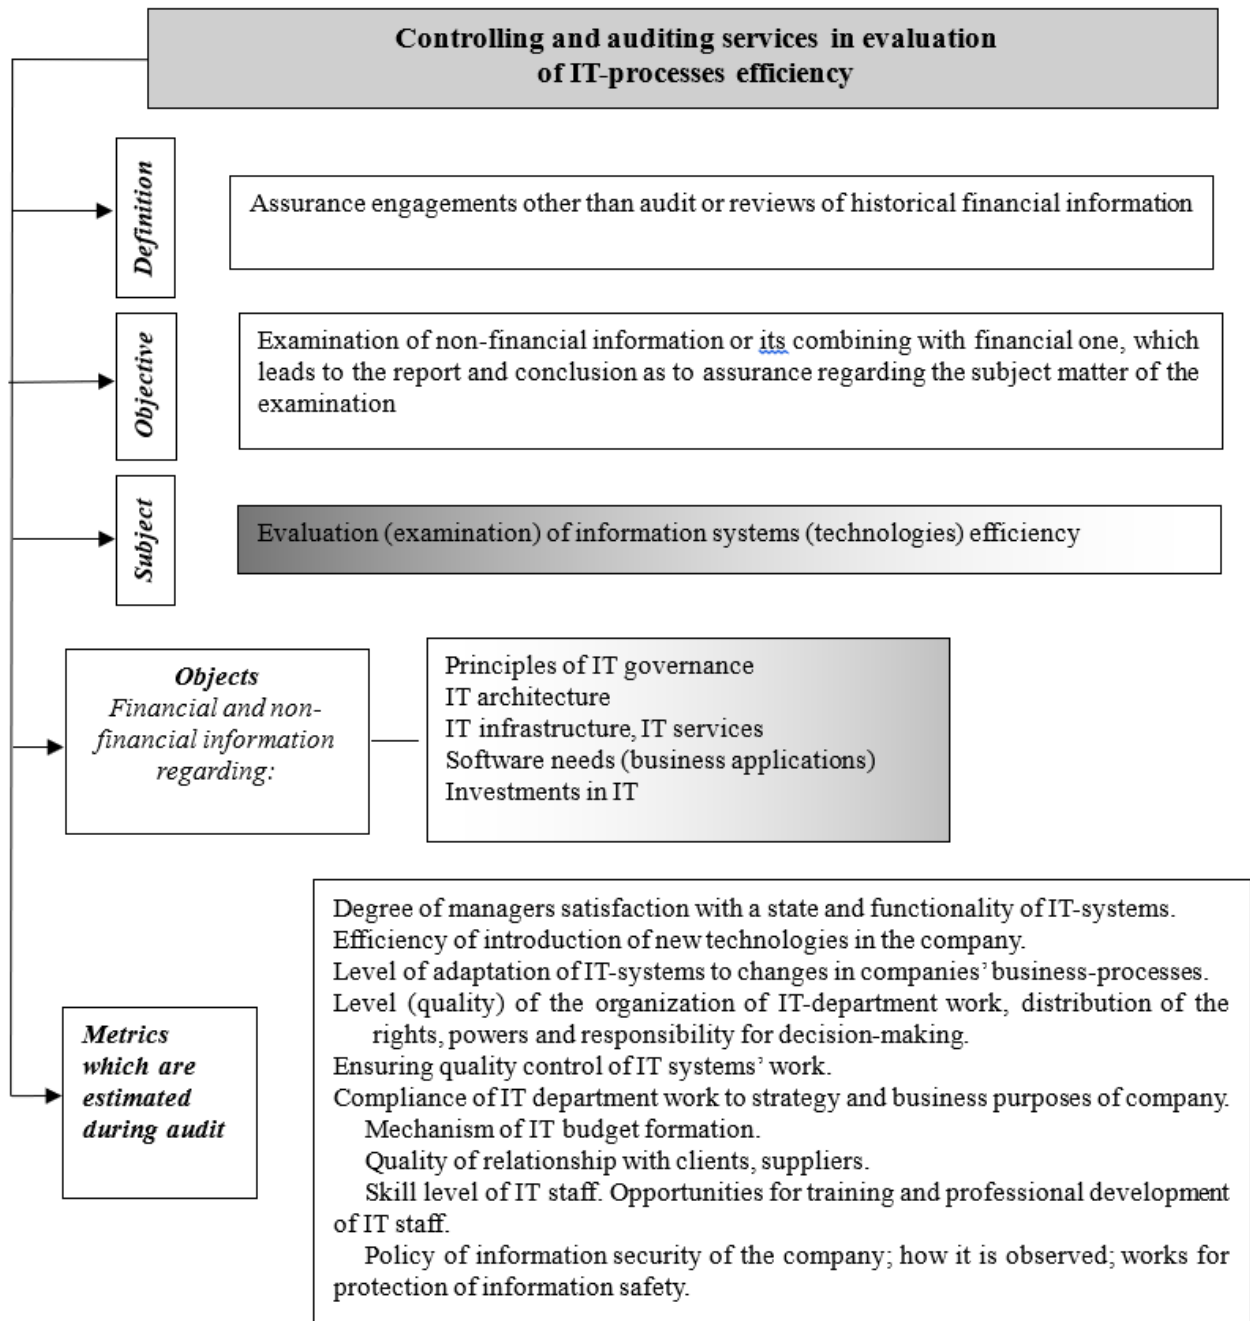 Controlling and auditing services in evaluation
of IT-processes efficiency
Definition
Assurance engagements other than audit or reviews of historical financial information
Objective
Examination of non-financial information or its combining with financial one, which
leads to the report and conclusion as to assurance regarding the subject matter of the
examination
Subject
Evaluation (examination) of information systems (technologies) efficiency
Objects
Financial and non-
financial information
regarding:
Principles of IT governance
IT architecture
IT infrastructure, IT services
Software needs (business applications)
Investments in IT
Metrics
which are
estimated
during audit
Degree of managers satisfaction with a state and functionality of IT-systems.
Efficiency of introduction of new technologies in the company.
Level of adaptation of IT-systems to changes in companies’ business-processes.
Level (quality) of the organization of IT-department work, distribution of the
rights, powers and responsibility for decision-making.
Ensuring quality control of IT systems’ work.
Compliance of IT department work to strategy and business purposes of company.
Mechanism of IT budget formation.
Quality of relationship with clients, suppliers.
Skill level of IT staff. Opportunities for training and professional development
of IT staff.
Policy of information security of the company; how it is observed; works for
protection of information safety.